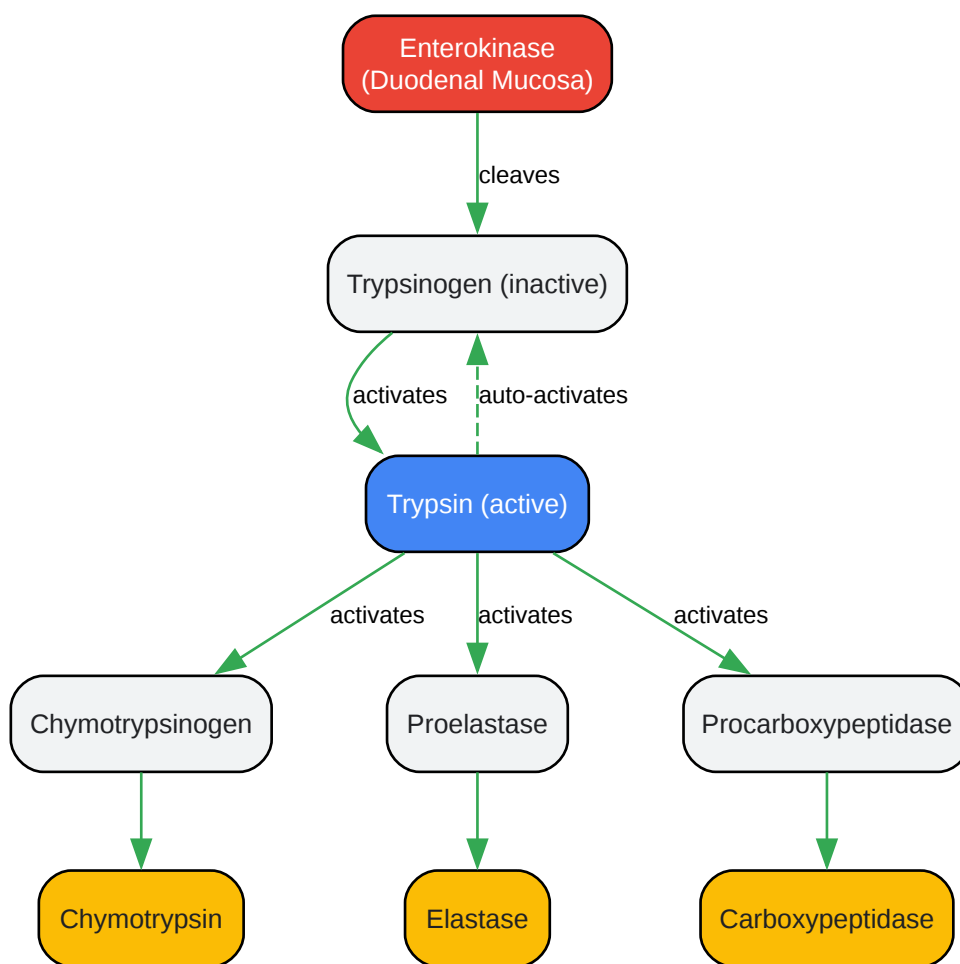 Enterokinase
(Duodenal Mucosa)
cleaves
Trypsinogen (inactive)
activates
auto-activates
Trypsin (active)
activates
activates
activates
Chymotrypsinogen
Proelastase
Procarboxypeptidase
Chymotrypsin
Elastase
Carboxypeptidase